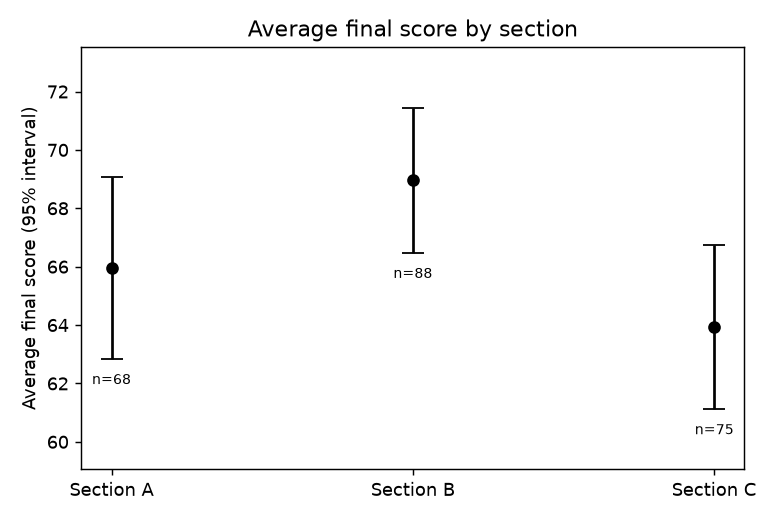 Average final score by section
Average final score (95% interval)
72
70
68
66
64
62
60
n=68
n=88
n=75
Section A
Section B
Section C